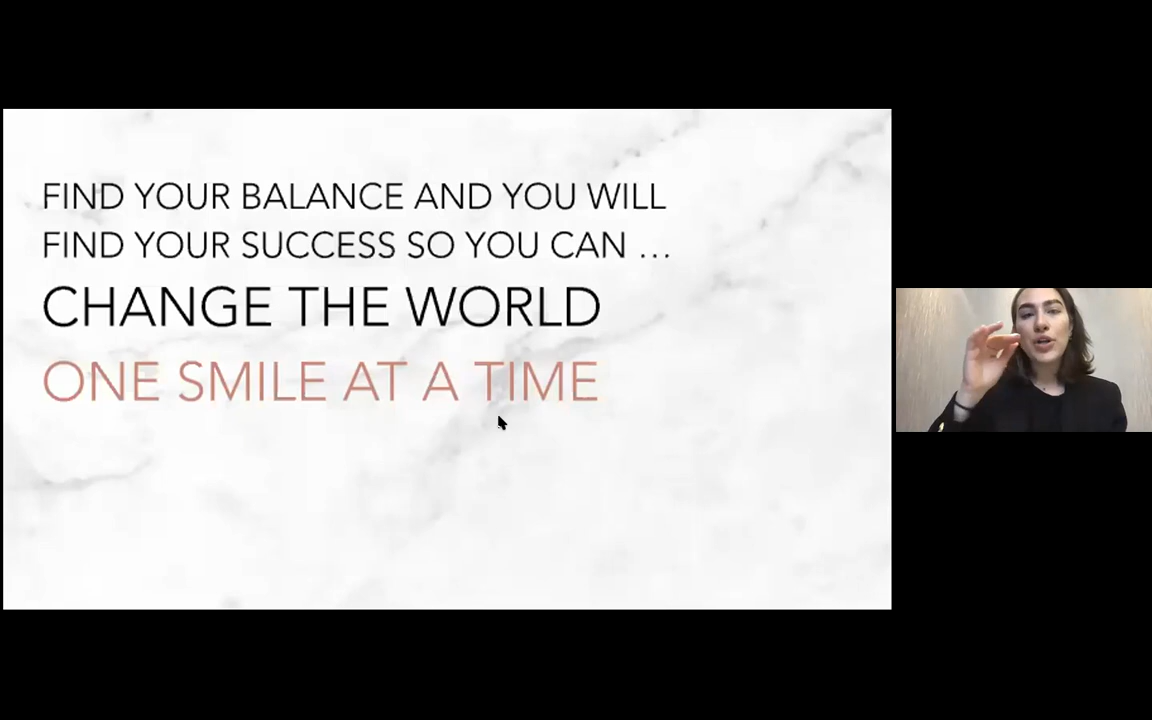 FIND YOUR BALANCE AND YOU WILL
FIND YOUR SUCCESS SO YOU CAN …
CHANGE THE WORLD
ONE SMILE AT A TIME